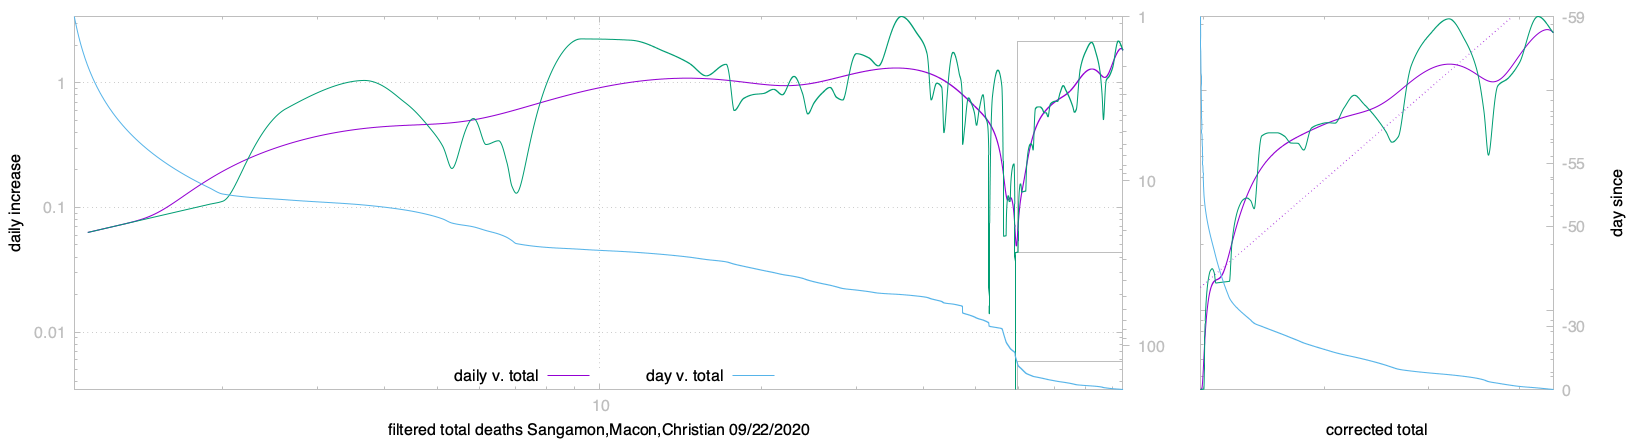 daily increase
1
0.1
0.01
10
1
10
100
daily v. total
day v. total
filtered total deaths Sangamon,Macon,Christian 09/22/2020
-59
-55
-50
-30
0
day since
corrected total